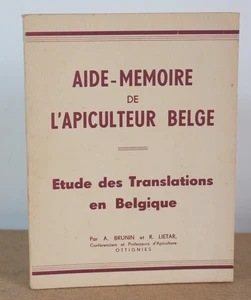 AIDE-MEMOIRE
DE
L'APICULTEUR BELGE
Etude des Translations
en Belgique
Par A. BRUNIN et R. LIETAR,
Conférenciers et Professeurs d'Apiculture
OTTIGNIES